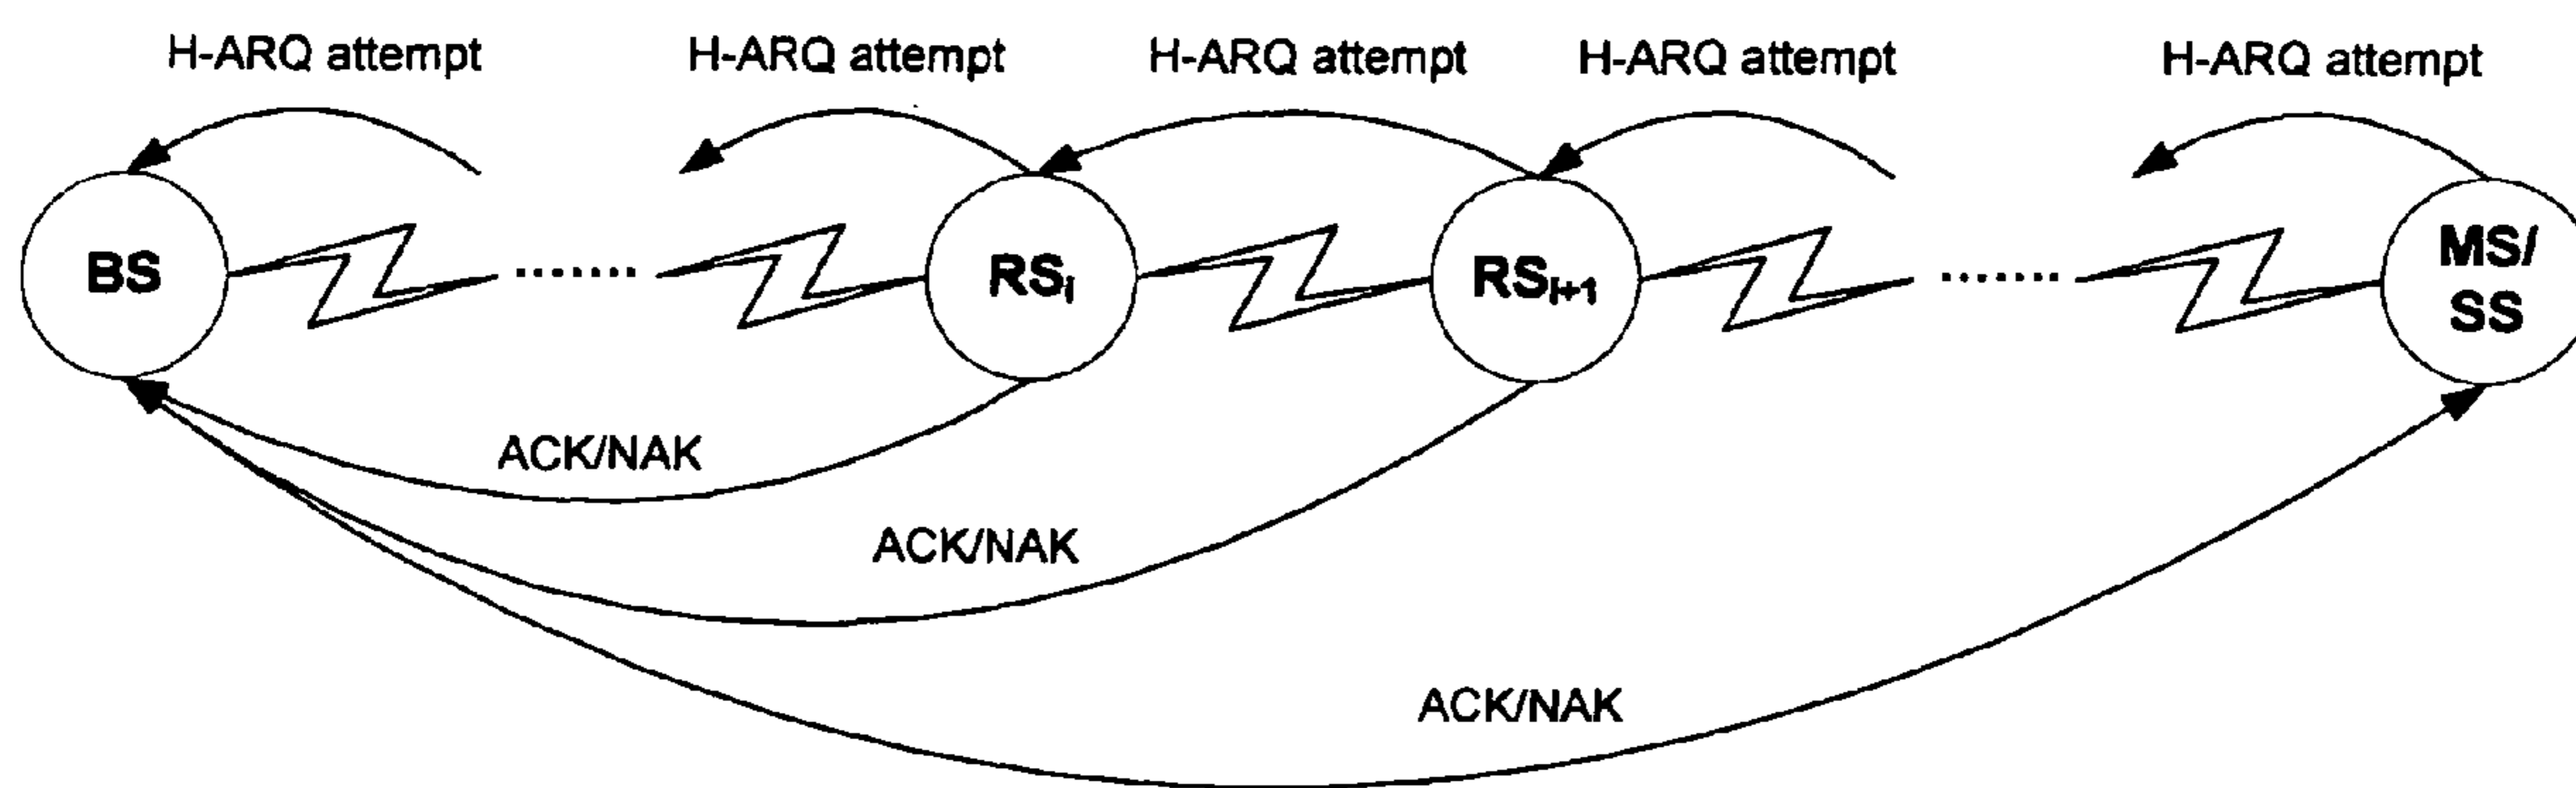 H-ARQ attempt H-ARQ attempt H-ARQ attempt H-ARQ attempt H-ARQ attempt
BS
RSi
RSi+1
MS/
SS
ACK/NAK
ACK/NAK
ACK/NAK